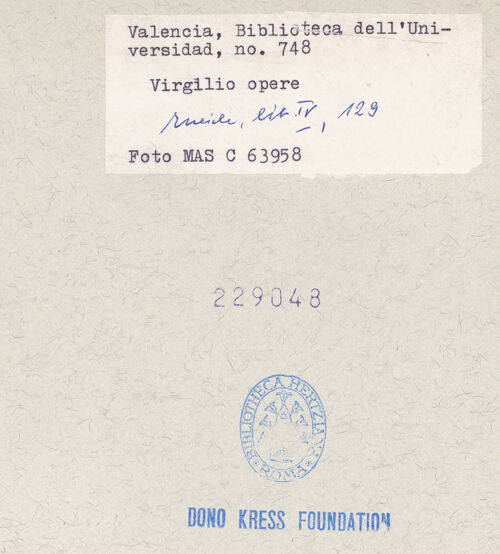 Valencia, Biblioteca dell'Uni-
versidad, no. 748
Virgilio opere
Eneide, lib. IV, 129
Foto MAS C 63958
229048
BIBLIOTHECA HERTZIANA
ROMA
DONO KRESS FOUNDATION